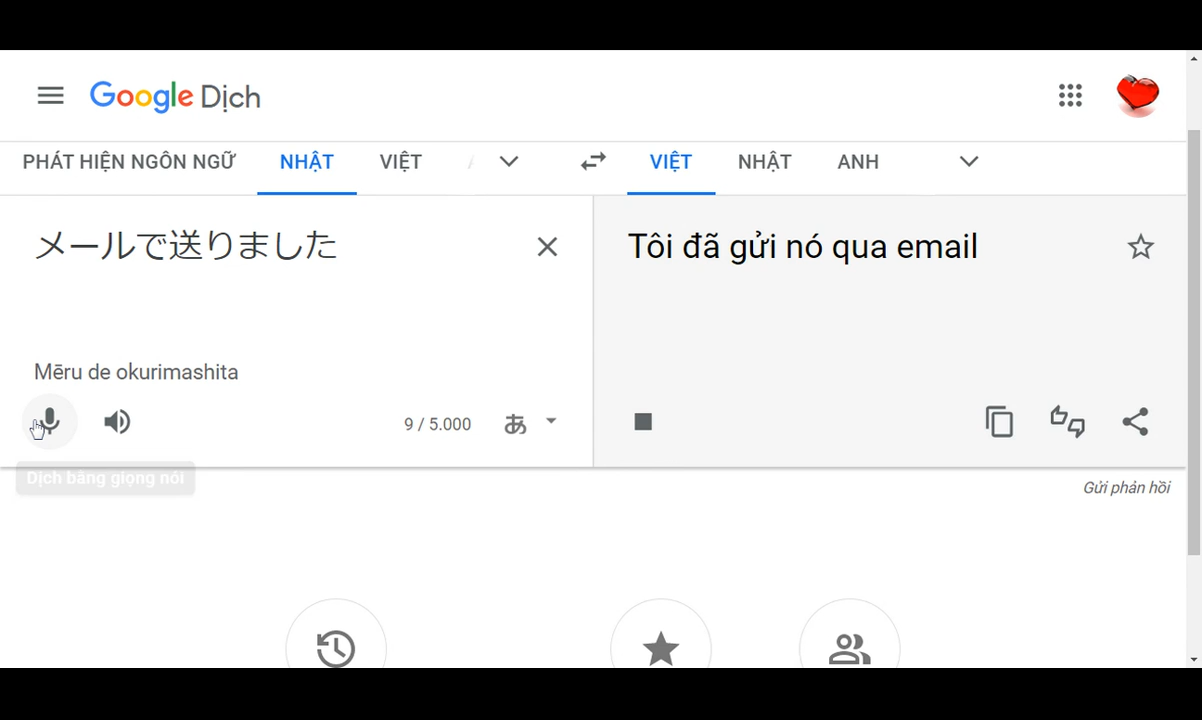 Google Dịch
PHÁT HIỆN NGÔN NGỮ NHẬT VIỆT VIỆT NHẬT ANH
メールで送りました
Tôi đã gửi nó qua email
Mēru de okurimashita
9 / 5.000 あ
Dịch bằng giọng nói
Gửi phản hồi